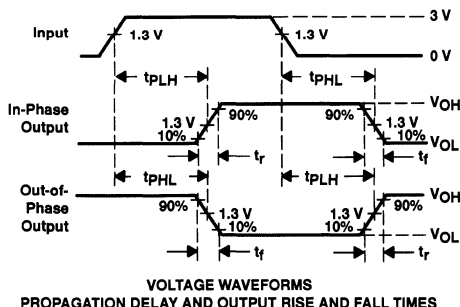 3 V
Input
1.3 V
1.3 V
0 V
tPLH
tPHL
In-Phase
Output
VOH
90%
90%
1.3 V
1.3 V
10%
10%
VOL
tr
tf
tPHL
tPLH
Out-of-
Phase
Output
VOH
90%
90%
1.3 V
1.3 V
10%
10%
VOL
tf
tr
VOLTAGE WAVEFORMS
PROPAGATION DELAY AND OUTPUT RISE AND FALL TIMES